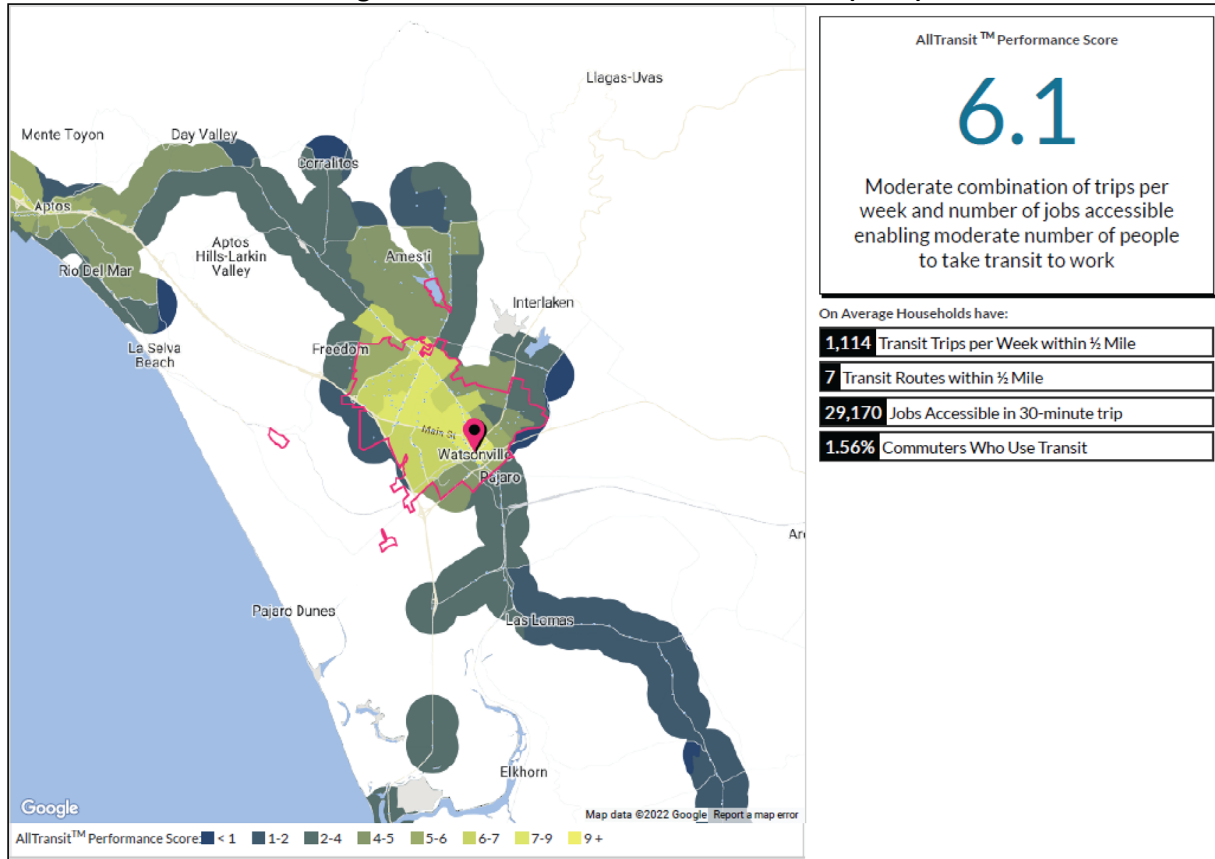 Llagas-Uvas
Monte Toyon
Day Valley
Corralitos
Aptos
Aptos
Hills-Larkin
Valley
Amesti
Rio Del Mar
Interlaken
La Selva
Beach
Freedom
Main St
Watsonville
Pajaro
Pajaro Dunes
Las Lomas
Elkhorn
Google
Map data ©2022 Google Report a map error
AllTransit™ Performance Score: < 1 1-2 2-4 4-5 5-6 6-7 7-9 9 +
AllTransit ™ Performance Score
6.1
Moderate combination of trips per
week and number of jobs accessible
enabling moderate number of people
to take transit to work
On Average Households have:
1,114 Transit Trips per Week within ½ Mile
7 Transit Routes within ½ Mile
29,170 Jobs Accessible in 30-minute trip
1.56% Commuters Who Use Transit